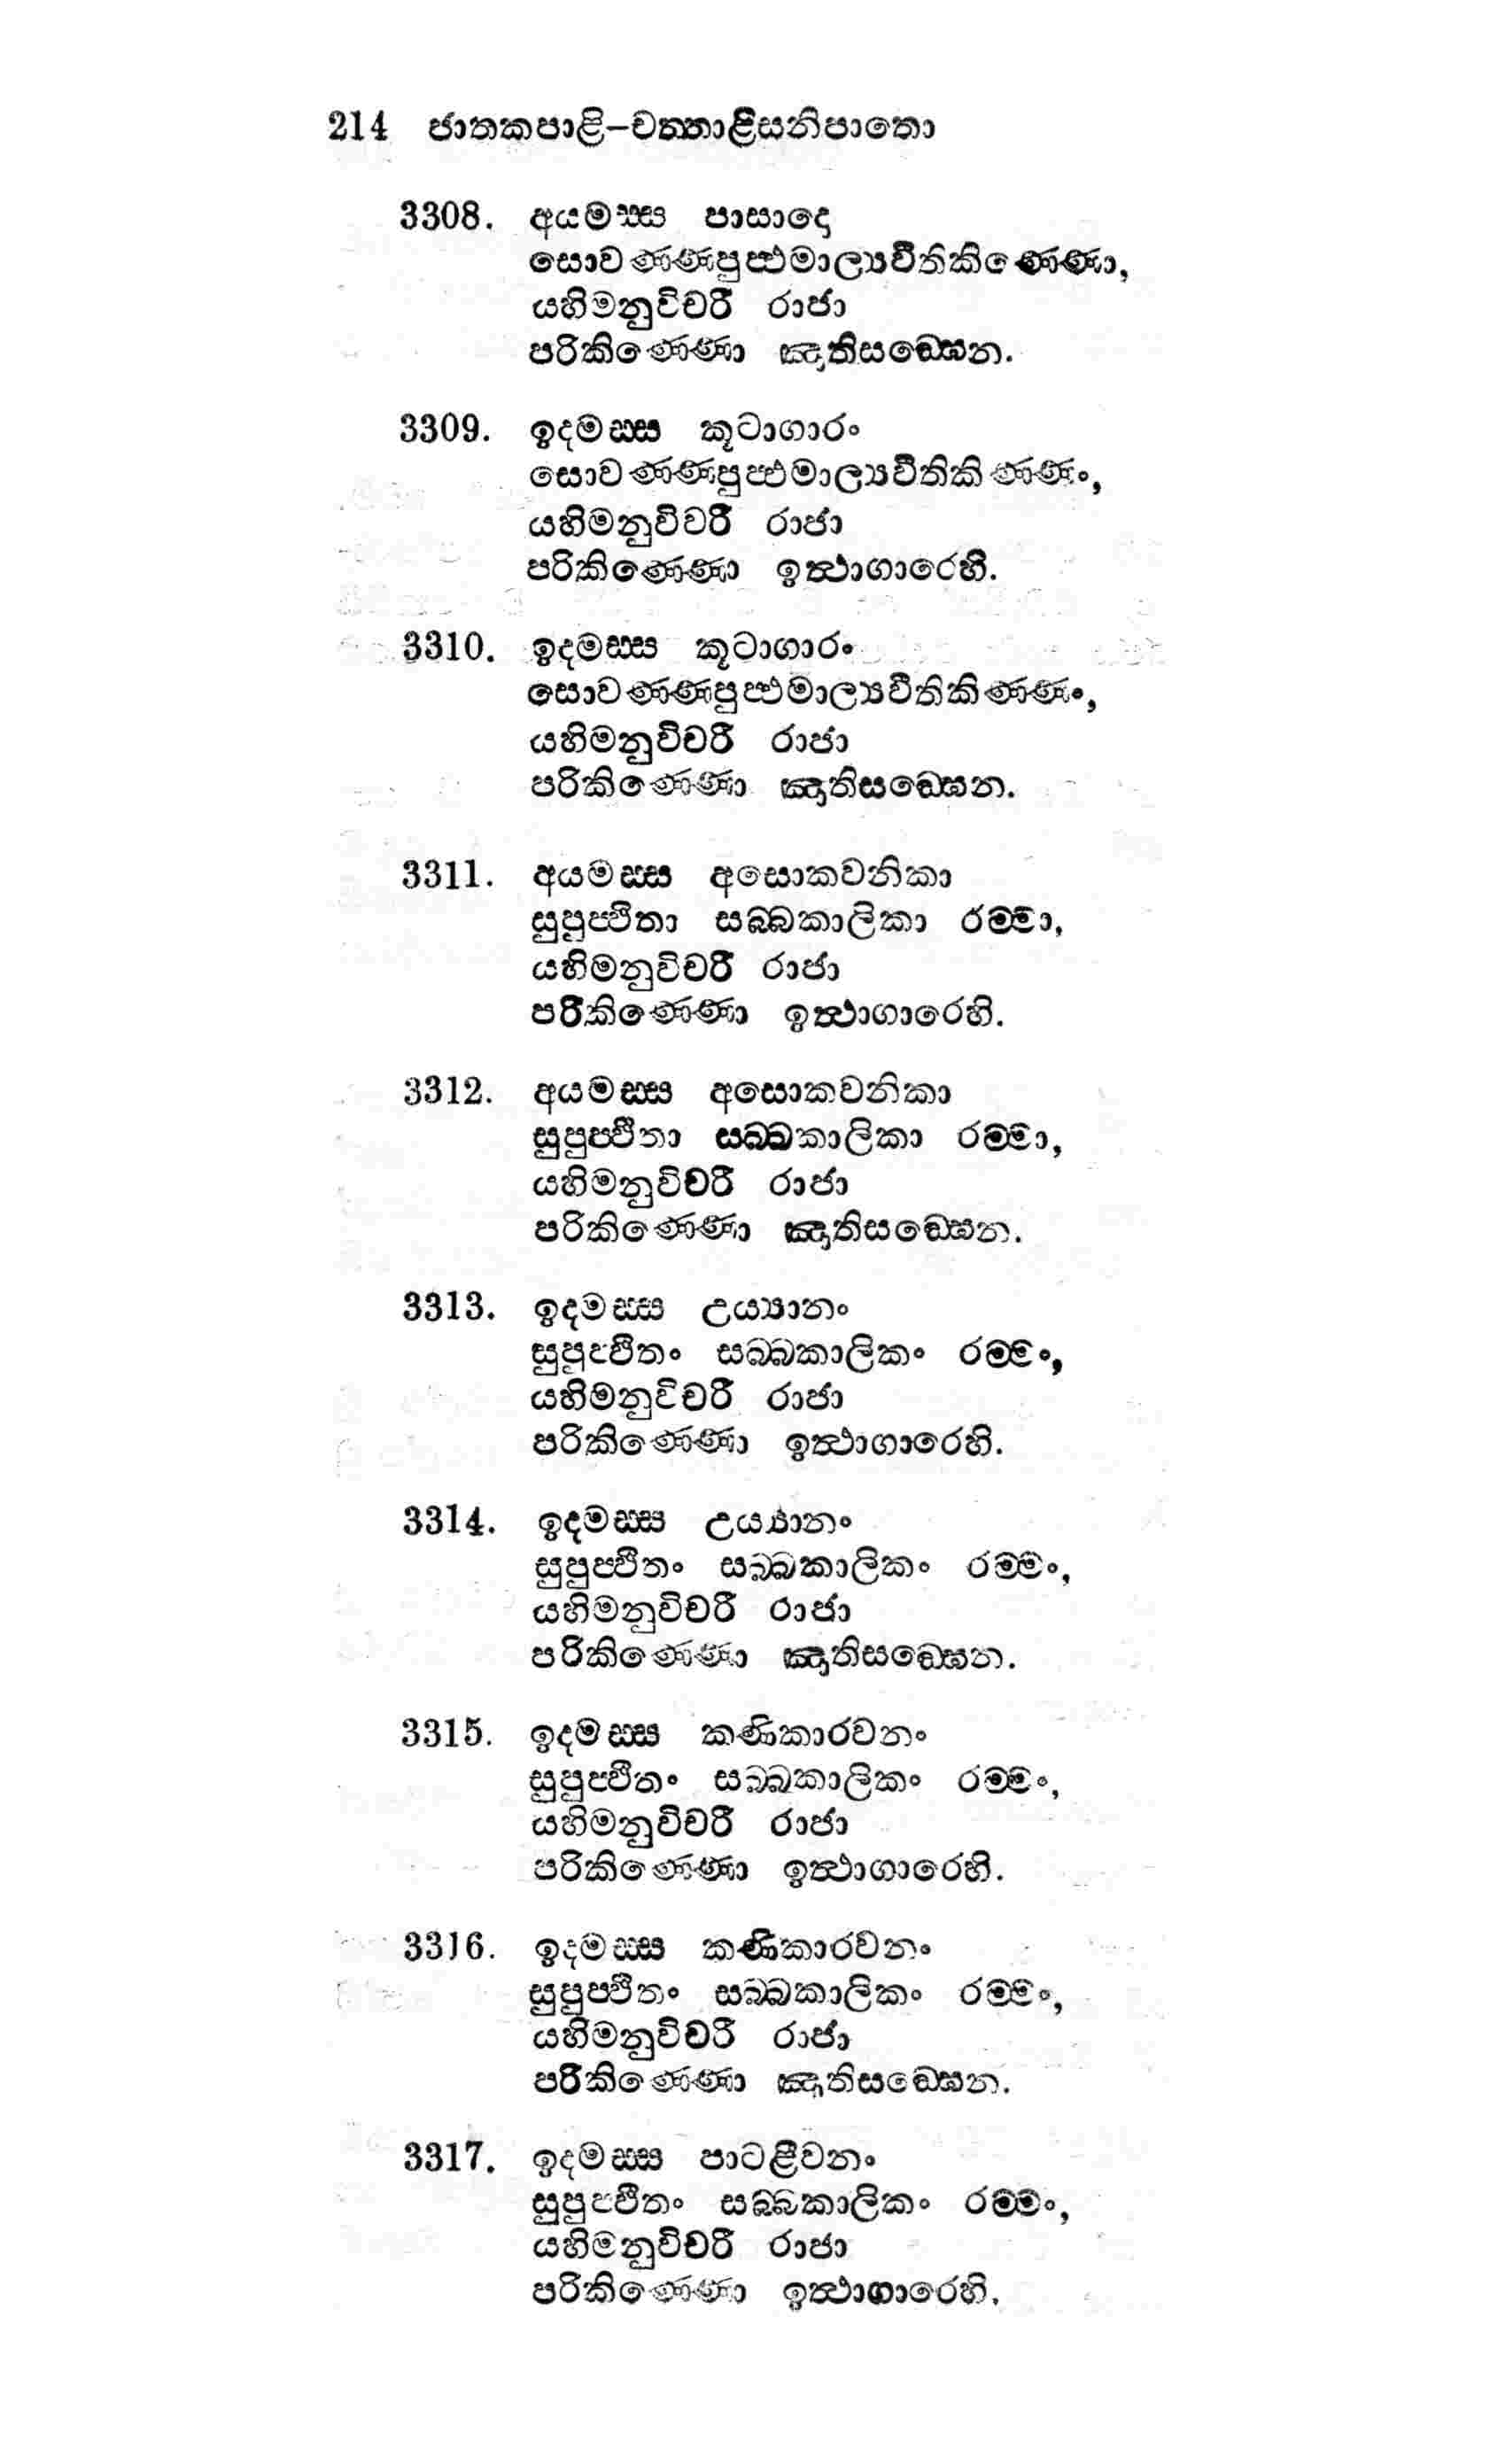 214 ජාතකපාළි-චත්තාළීසනිපාතො
3308. අයමස්ස පාසාදො
සොවණ්ණපුප්ඵමාල්‍යවීතිකිණ්ණො,
යහිමනුවිචරී රාජා
පරිකිණ්ණො ඤාතිසඞ්ඝෙන.
3309. ඉදමස්ස කූටාගාරං
සොවණ්ණපුප්ඵමාල්‍යවීතිකිණ්ණං,
යහිමනුවිචරී රාජා
පරිකිණ්ණො ඉත්ථාගාරෙහි.
3310. ඉදමස්ස කූටාගාරං
සොවණ්ණපුප්ඵමාල්‍යවීතිකිණ්ණං,
යහිමනුවිචරී රාජා
පරිකිණ්ණො ඤාතිසඞ්ඝෙන.
3311. අයමස්ස අසොකවනිකා
සුපුප්ඵිතා සබ්බකාලිකා රම්මා,
යහිමනුවිචරී රාජා
පරිකිණ්ණො ඉත්ථාගාරෙහි.
3312. අයමස්ස අසොකවනිකා
සුපුප්ඵිතා සබ්බකාලිකා රම්මා,
යහිමනුවිචරී රාජා
පරිකිණ්ණො ඤාතිසඞ්ඝෙන.
3313. ඉදමස්ස උය්‍යානං
සුපුප්ඵිතං සබ්බකාලිකං රම්මං,
යහිමනුවිචරී රාජා
පරිකිණ්ණො ඉත්ථාගාරෙහි.
3314. ඉදමස්ස උය්‍යානං
සුපුප්ඵිතං සබ්බකාලිකං රම්මං,
යහිමනුවිචරී රාජා
පරිකිණ්ණො ඤාතිසඞ්ඝෙන.
3315. ඉදමස්ස කණිකාරවනං
සුපුප්ඵිතං සබ්බකාලිකං රම්මං,
යහිමනුවිචරී රාජා
පරිකිණ්ණො ඉත්ථාගාරෙහි.
3316. ඉදමස්ස කණිකාරවනං
සුපුප්ඵිතං සබ්බකාලිකං රම්මං,
යහිමනුවිචරී රාජා
පරිකිණ්ණො ඤාතිසඞ්ඝෙන.
3317. ඉදමස්ස පාටළීවනං
සුපුප්ඵිතං සබ්බකාලිකං රම්මං,
යහිමනුවිචරී රාජා
පරිකිණ්ණො ඉත්ථාගාරෙහි.